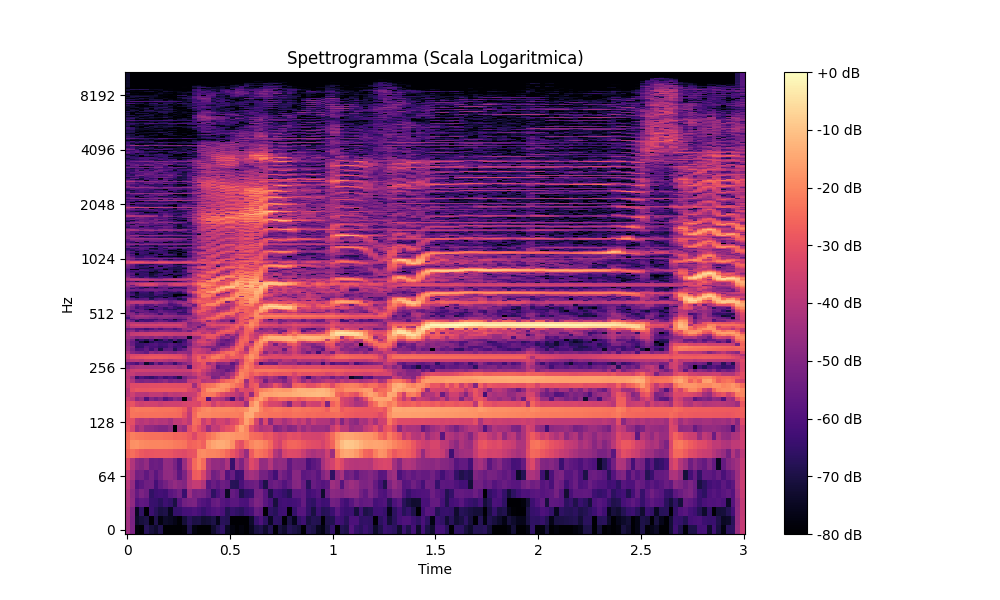 Spettrogramma (Scala Logaritmica)
Hz
8192
4096
2048
1024
512
256
128
64
0
0 0.5 1 1.5 2 2.5 3
Time
+0 dB
-10 dB
-20 dB
-30 dB
-40 dB
-50 dB
-60 dB
-70 dB
-80 dB